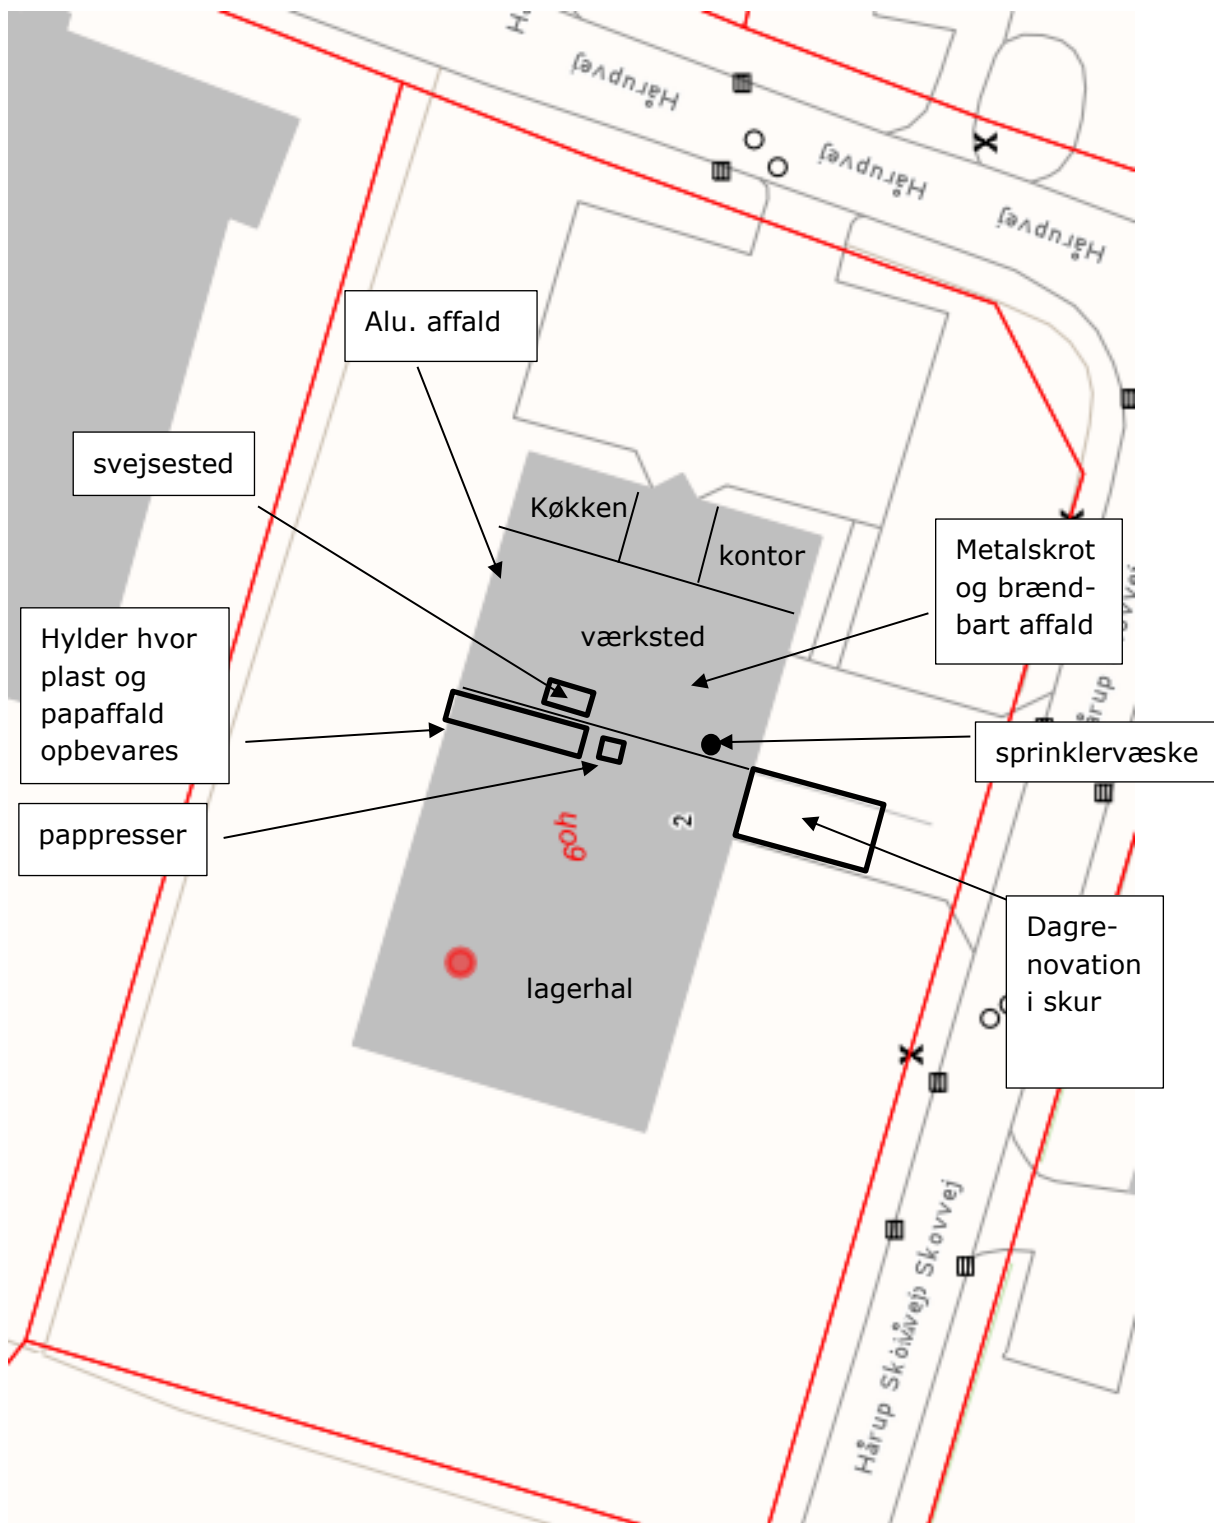 H
Hårupvej
Hårupvej
Hårupvej
Alu. affald
svejsested
Køkken
kontor
Metalskrot
og brænd-
bart affald
værksted
Hylder hvor
plast og
papaffald
opbevares
sprinklervæske
pappresser
60h
2
Dagre-
novation
i skur
lagerhal
Hårup Skovvej